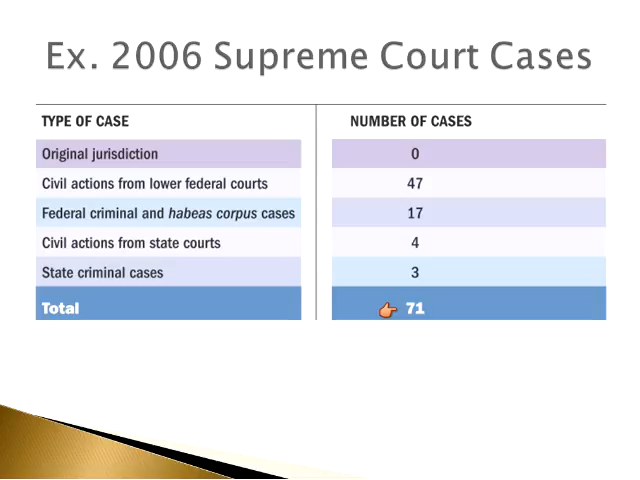 Ex. 2006 Supreme Court Cases
TYPE OF CASE NUMBER OF CASES
Original jurisdiction 0
Civil actions from lower federal courts 47
Federal criminal and habeas corpus cases 17
Civil actions from state courts 4
State criminal cases 3
Total 71